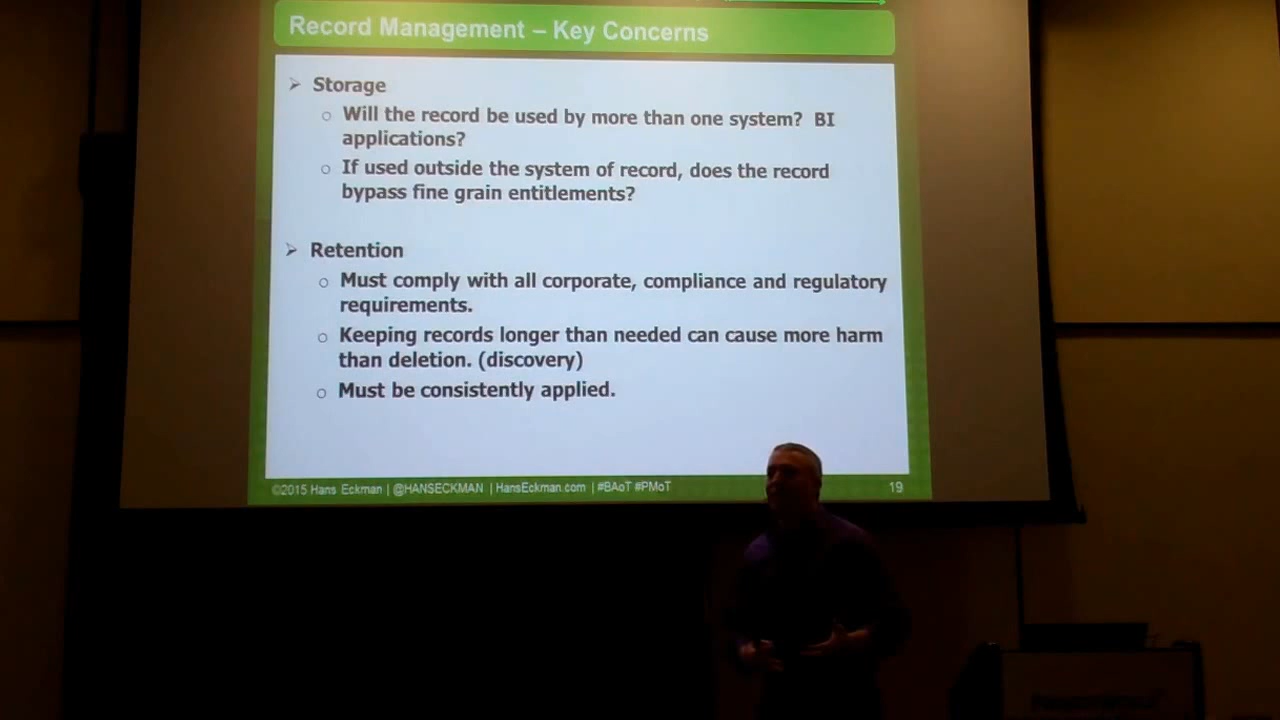 Record Management – Key Concerns
Storage
Will the record be used by more than one system? BI
applications?
If used outside the system of record, does the record
bypass fine grain entitlements?
Retention
Must comply with all corporate, compliance and regulatory
requirements.
Keeping records longer than needed can cause more harm
than deletion. (discovery)
Must be consistently applied.
©2015 Hans Eckman | @HANSECKMAN | HansEckman.com | #BAoT #PMoT
19